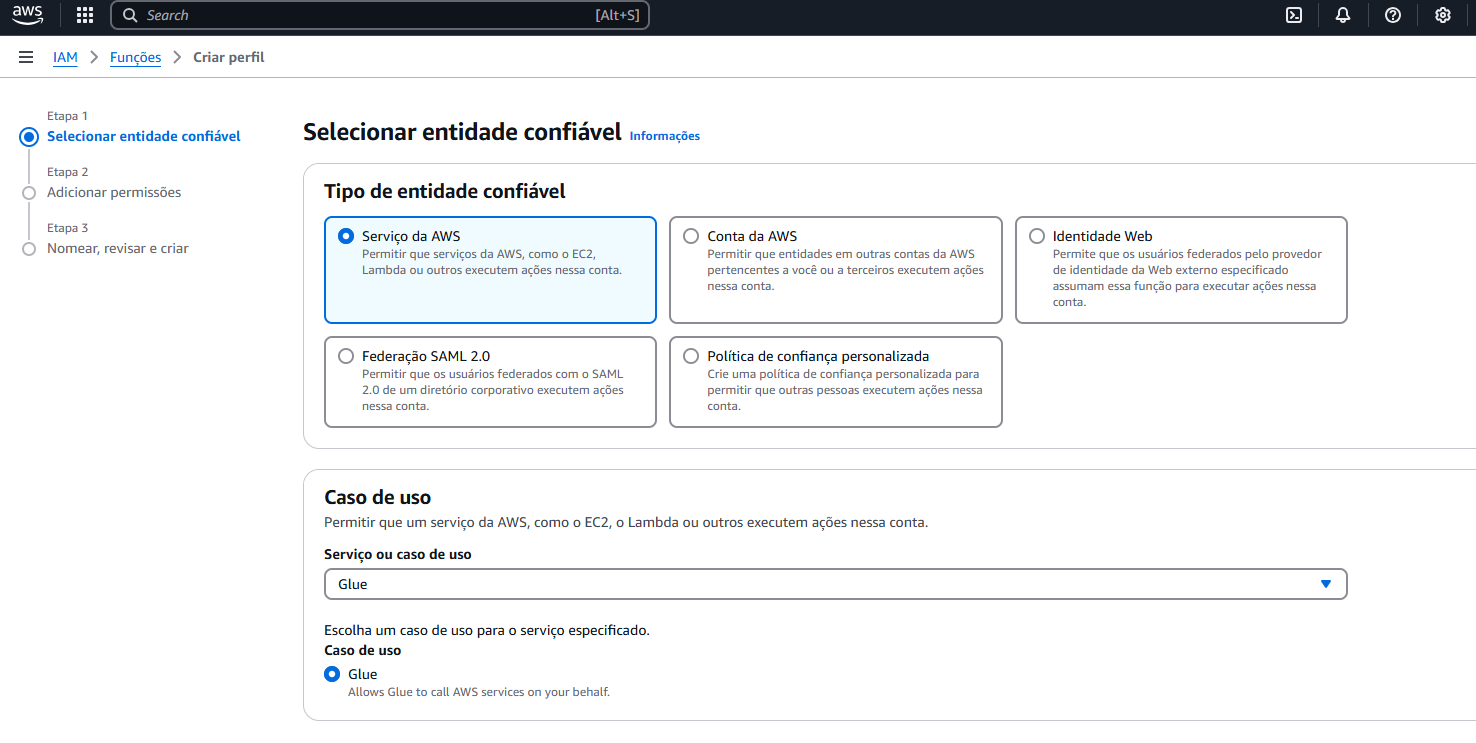 aws
Search [Alt+S]
IAM > Funções > Criar perfil
Etapa 1
Selecionar entidade confiável
Etapa 2
Adicionar permissões
Etapa 3
Nomear, revisar e criar
Selecionar entidade confiável Informações
Tipo de entidade confiável
Serviço da AWS
Permitir que serviços da AWS, como o EC2,
Lambda ou outros executem ações nessa conta.
Conta da AWS
Permitir que entidades em outras contas da AWS
pertencentes a você ou a terceiros executem ações
nessa conta.
Identidade Web
Permite que os usuários federados pelo provedor
de identidade da Web externo especificado
assumam essa função para executar ações nessa
conta.
Federação SAML 2.0
Permitir que os usuários federados com o SAML
2.0 de um diretório corporativo executem ações
nessa conta.
Política de confiança personalizada
Crie uma política de confiança personalizada para
permitir que outras pessoas executem ações nessa
conta.
Caso de uso
Permitir que um serviço da AWS, como o EC2, o Lambda ou outros executem ações nessa conta.
Serviço ou caso de uso
Glue
Escolha um caso de uso para o serviço especificado.
Caso de uso
Glue
Allows Glue to call AWS services on your behalf.